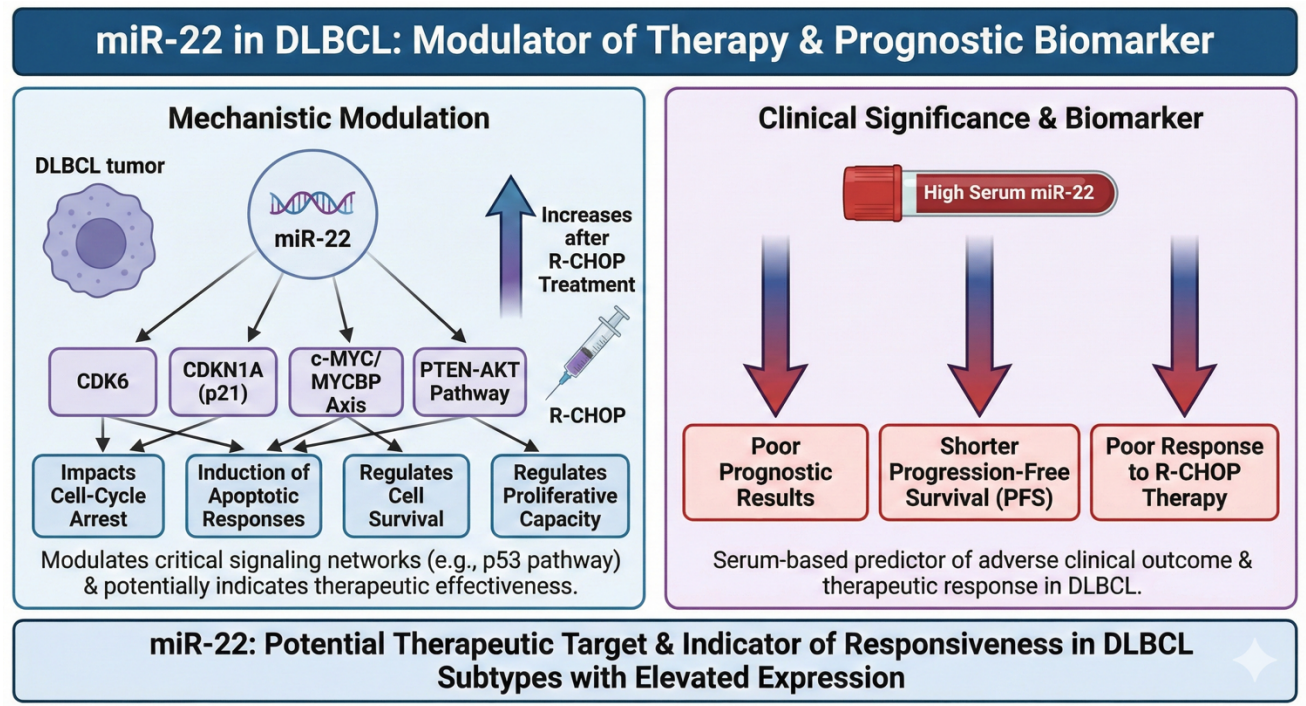 miR-22 in DLBCL: Modulator of Therapy & Prognostic Biomarker
Mechanistic Modulation
DLBCL tumor
miR-22
Increases
after
R-CHOP
Treatment
CDK6
CDKN1A
(p21)
c-MYC/
MYCBP
Axis
PTEN-AKT
Pathway
R-CHOP
Impacts
Cell-Cycle
Arrest
Induction of
Apoptotic
Responses
Regulates
Cell
Survival
Regulates
Proliferative
Capacity
Modulates critical signaling networks (e.g., p53 pathway)
& potentially indicates therapeutic effectiveness.
Clinical Significance & Biomarker
High Serum miR-22
Poor
Prognostic
Results
Shorter
Progression-Free
Survival (PFS)
Poor Response
to R-CHOP
Therapy
Serum-based predictor of adverse clinical outcome &
therapeutic response in DLBCL.
miR-22: Potential Therapeutic Target & Indicator of Responsiveness in DLBCL
Subtypes with Elevated Expression